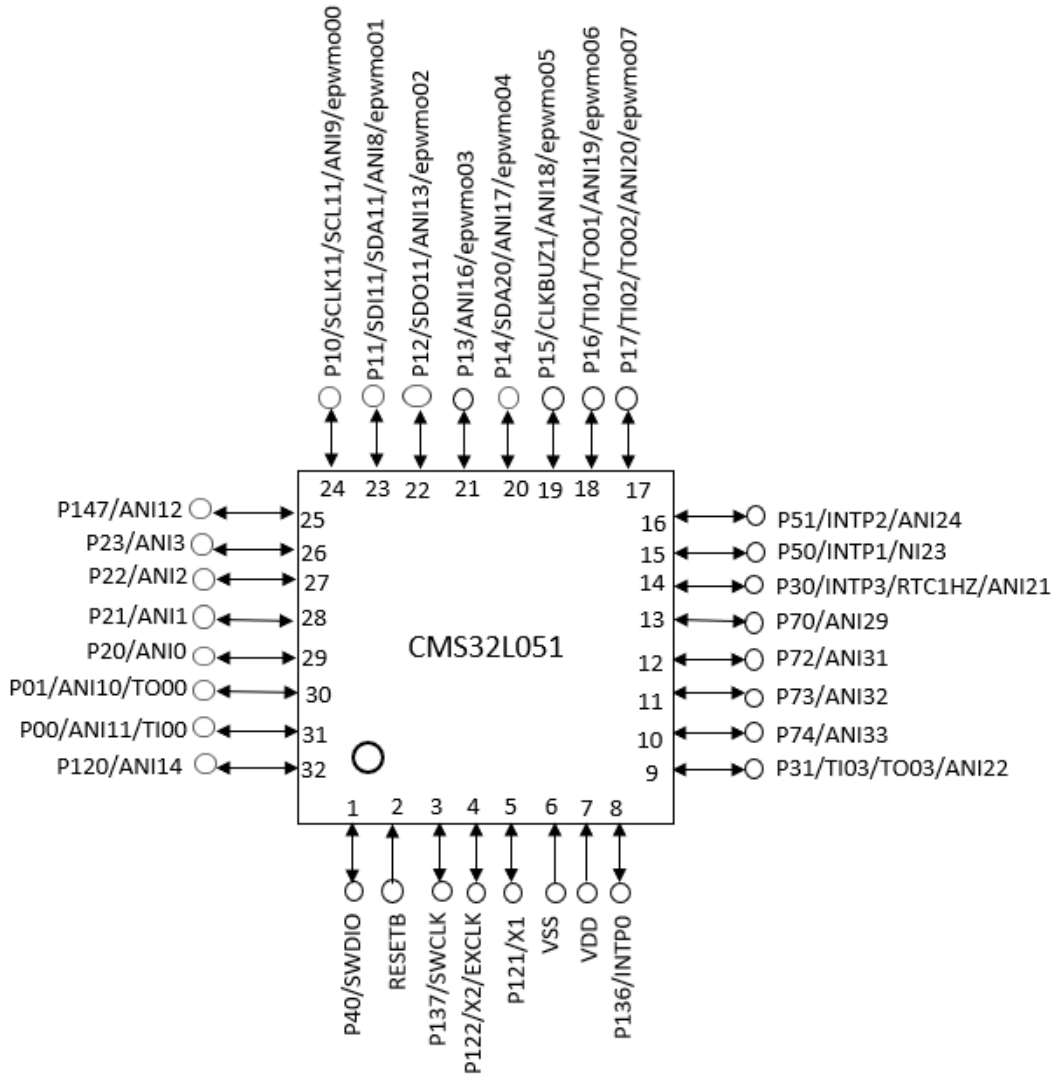 P10/SCLK11/SCL11/ANI9/epwmo00
P11/SDI11/SDA11/ANI8/epwmo01
P12/SDO11/ANI13/epwmo02
P13/ANI16/epwmo03
P14/SDA20/ANI17/epwmo04
P15/CLKBUZ1/ANI18/epwmo05
P16/TI01/TO01/ANI19/epwmo06
P17/TI02/TO02/ANI20/epwmo07
24 23 22 21 20 19 18 17
P147/ANI12 25
P23/ANI3 26
P22/ANI2 27
P21/ANI1 28
P20/ANI0 29
P01/ANI10/TO00 30
P00/ANI11/TI00 31
P120/ANI14 32
CMS32L051
16 P51/INTP2/ANI24
15 P50/INTP1/NI23
14 P30/INTP3/RTC1HZ/ANI21
13 P70/ANI29
12 P72/ANI31
11 P73/ANI32
10 P74/ANI33
9 P31/TI03/TO03/ANI22
1 2 3 4 5 6 7 8
P40/SWDIO
RESETB
P137/SWCLK
P122/X2/EXCLK
P121/X1
VSS
VDD
P136/INTP0